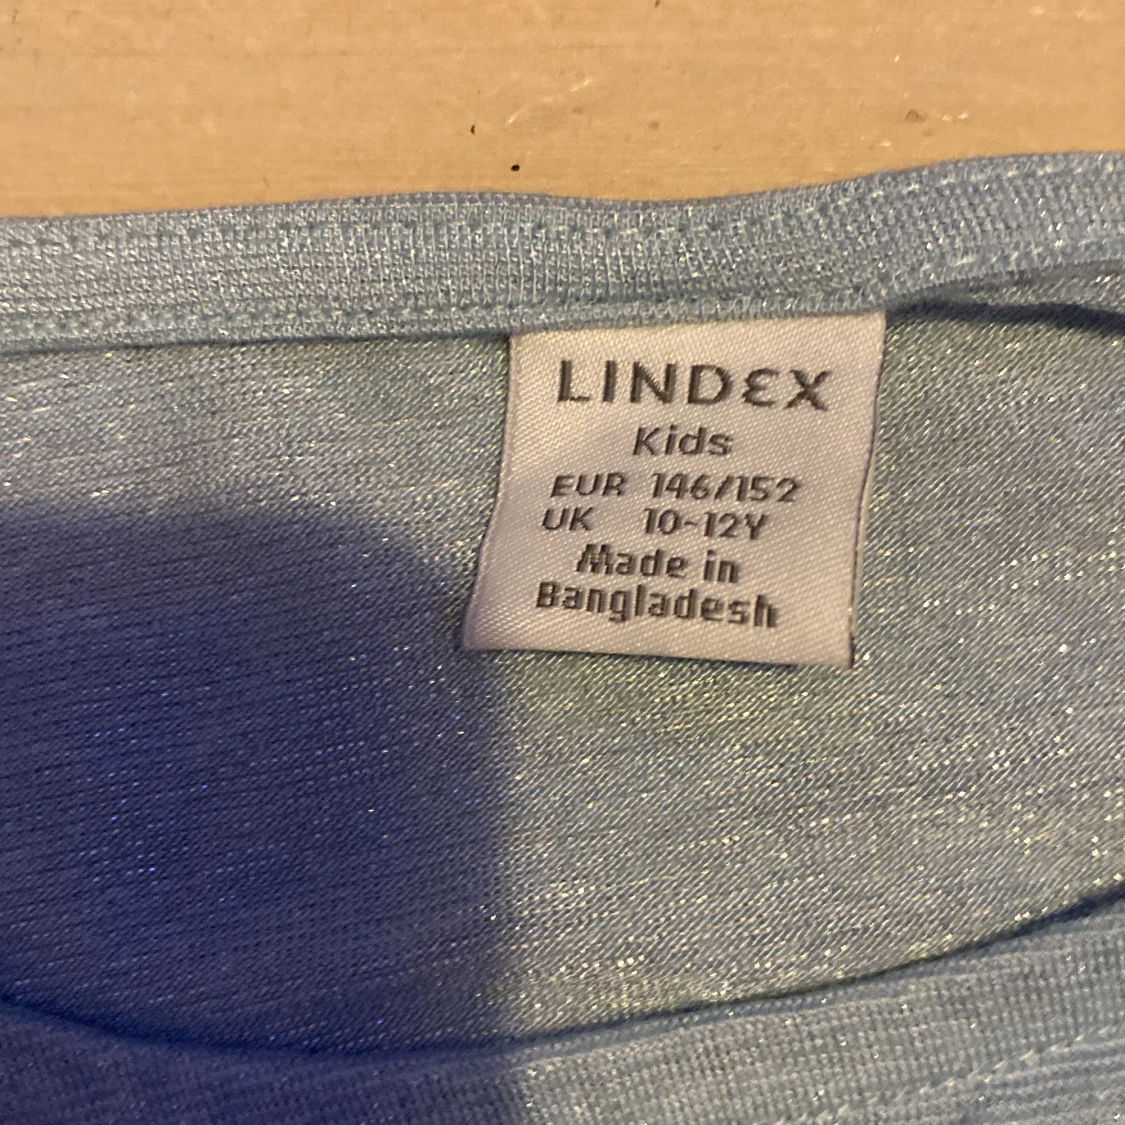 LINDEX
Kids
EUR 146/152
UK 10-12Y
Made in
Bangladesh